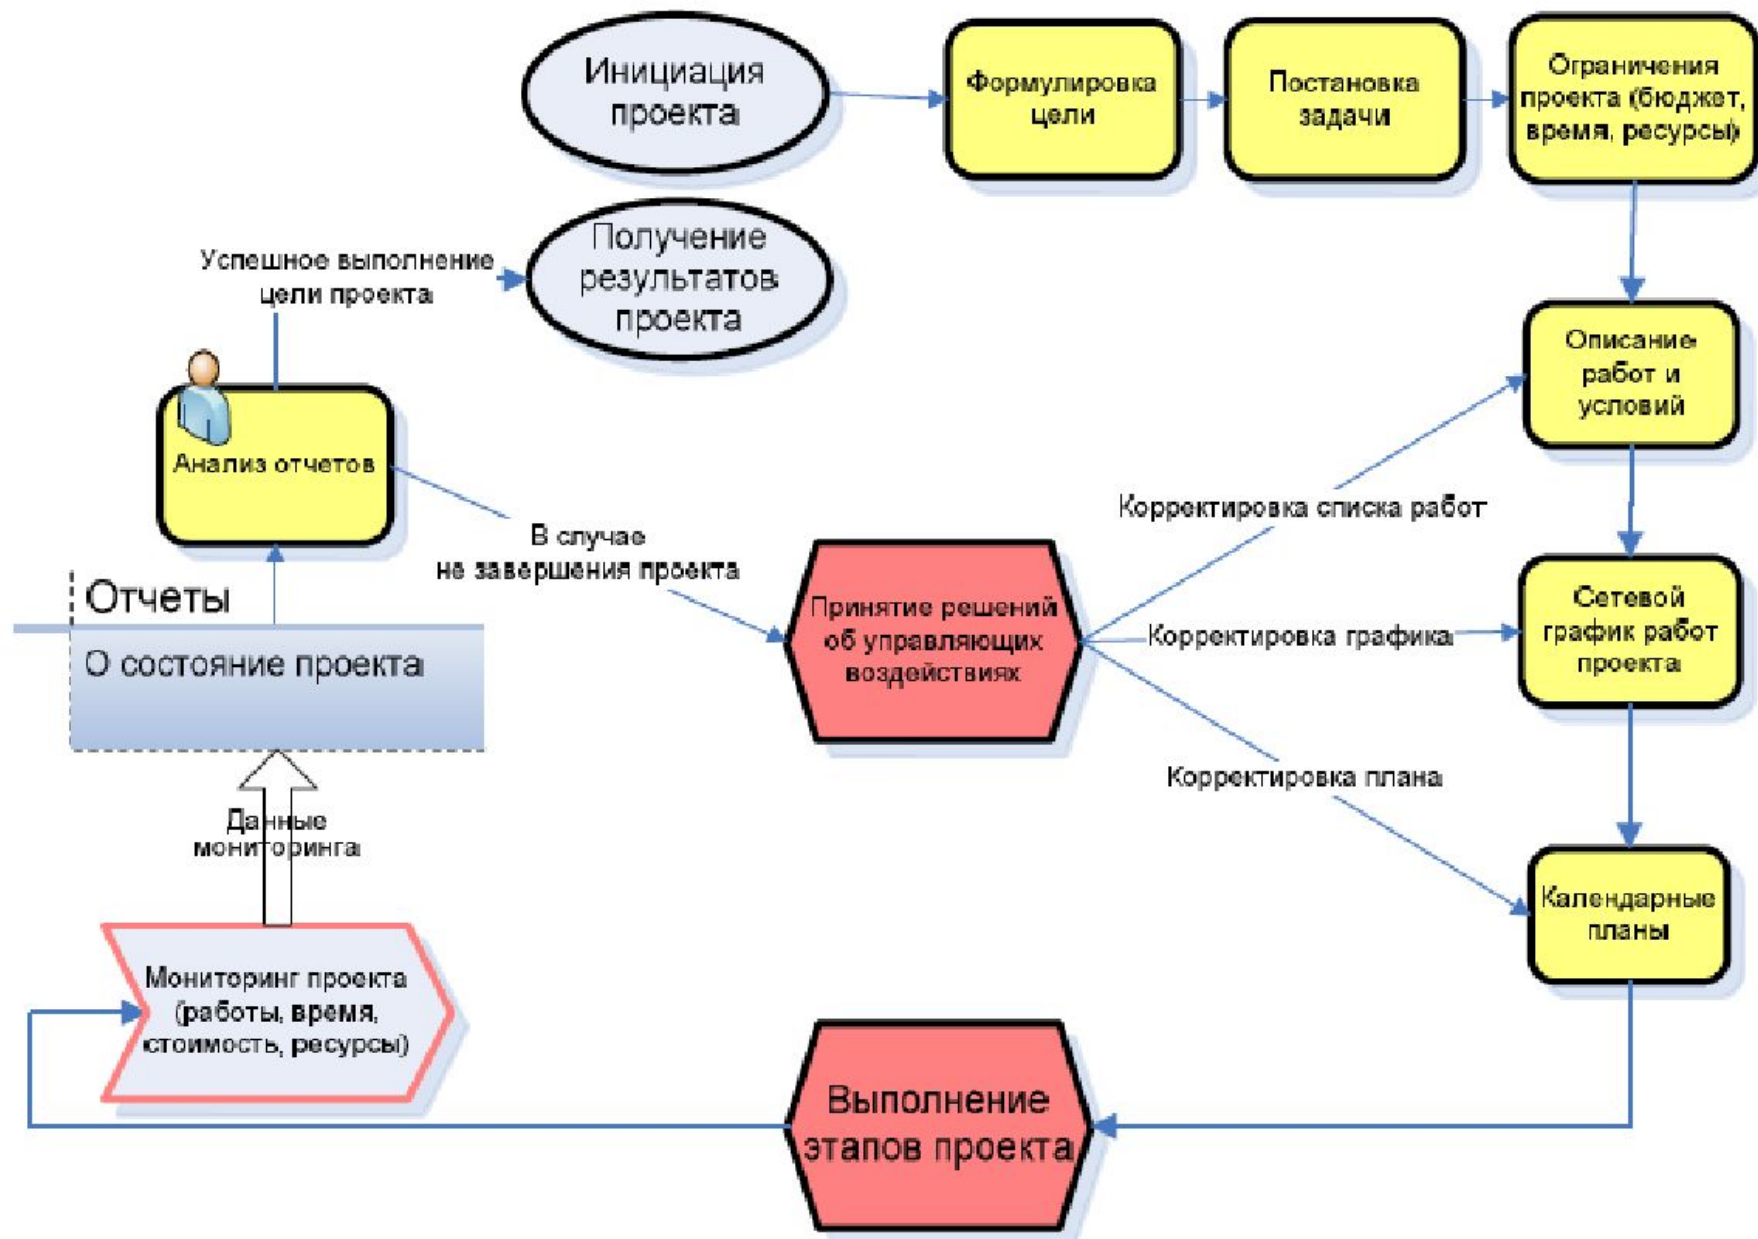 Инициация
проекта
Формулировка
цели
Постановка
задачи
Ограничения
проекта (бюджет,
время, ресурсы)
Получение
результатов
проекта
Успешное выполнение
цели проекта
Описание
работ и
условий
Анализ отчетов
Корректировка списка работ
В случае
не завершения проекта
Отчеты
О состояние проекта
Принятие решений
об управляющих
воздействиях
Корректировка графика
Сетевой
график работ
проекта
Корректировка плана
Данные
мониторинга
Календарные
планы
Мониторинг проекта
(работы, время,
стоимость, ресурсы)
Выполнение
этапов проекта